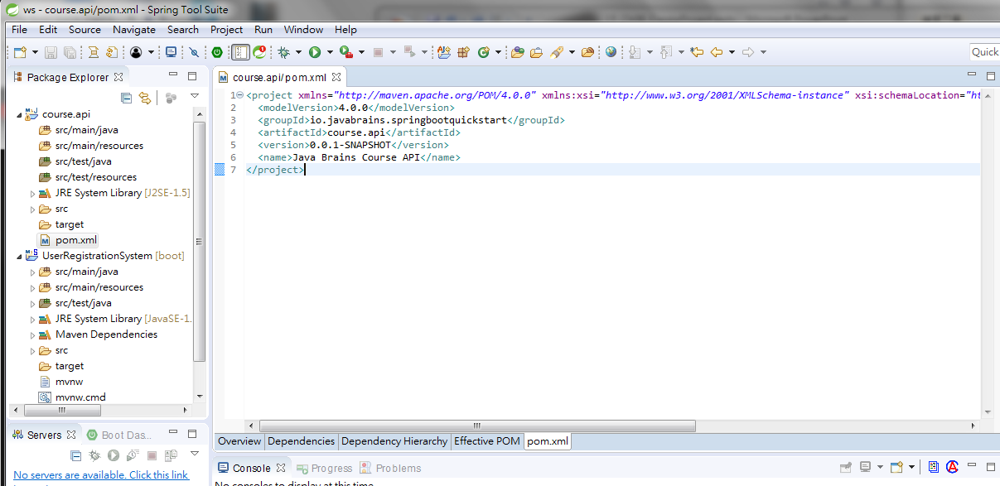 ws - course.api/pom.xml - Spring Tool Suite
File Edit Source Navigate Search Project Run Window Help
Quick
Package Explorer
course.api
src/main/java
src/main/resources
src/test/java
src/test/resources
JRE System Library [J2SE-1.5]
src
target
pom.xml
UserRegistrationSystem [boot]
src/main/java
src/main/resources
src/test/java
JRE System Library [JavaSE-1.
Maven Dependencies
src
target
mvnw
mvnw.cmd
Servers Boot Das...
No servers are available. Click this link
course.api/pom.xml
1 <project xmlns="http://maven.apache.org/POM/4.0.0" xmlns:xsi="http://www.w3.org/2001/XMLSchema-instance" xsi:schemaLocation="ht
2 <modelVersion>4.0.0</modelVersion>
3 <groupId>io.javabrains.springbootquickstart</groupId>
4 <artifactId>course.api</artifactId>
5 <version>0.0.1-SNAPSHOT</version>
6 <name>Java Brains Course API</name>
7 </project>
Overview Dependencies Dependency Hierarchy Effective POM pom.xml
Console Progress Problems
No consoles to display at this time.